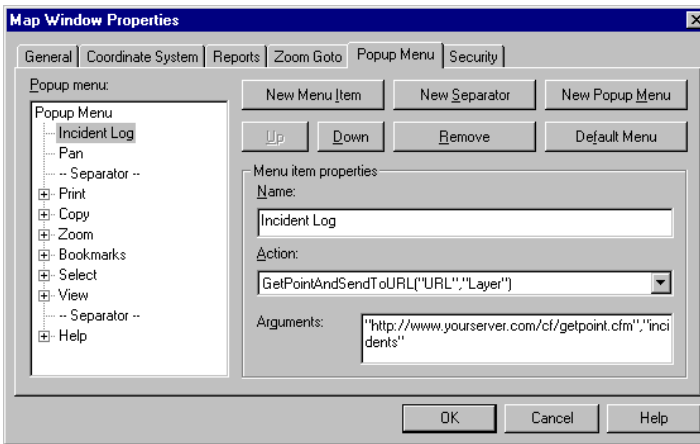 Map Window Properties
General Coordinate System Reports Zoom Goto Popup Menu Security
Popup menu:
Popup Menu
Incident Log
Pan
-- Separator --
Print
Copy
Zoom
Bookmarks
Select
View
-- Separator --
Help
New Menu Item New Separator New Popup Menu
Up Down Remove Default Menu
Menu item properties
Name:
Incident Log
Action:
GetPointAndSendToURL("URL","Layer")
Arguments:
"http://www.yourserver.com/cf/getpoint.cfm","inci
dents"
OK Cancel Help